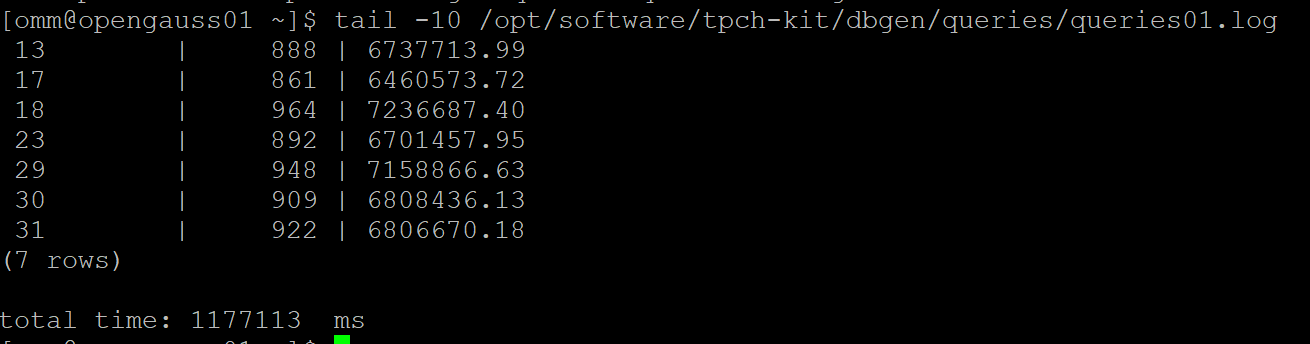 [omm@opengauss01 ~]$ tail -10 /opt/software/tpch-kit/dbgen/queries/queries01.log
 13         |      888 | 6737713.99
 17         |      861 | 6460573.72
 18         |      964 | 7236687.40
 23         |      892 | 6701457.95
 29         |      948 | 7158866.63
 30         |      909 | 6808436.13
 31         |      922 | 6806670.18
(7 rows)

total time: 1177113  ms